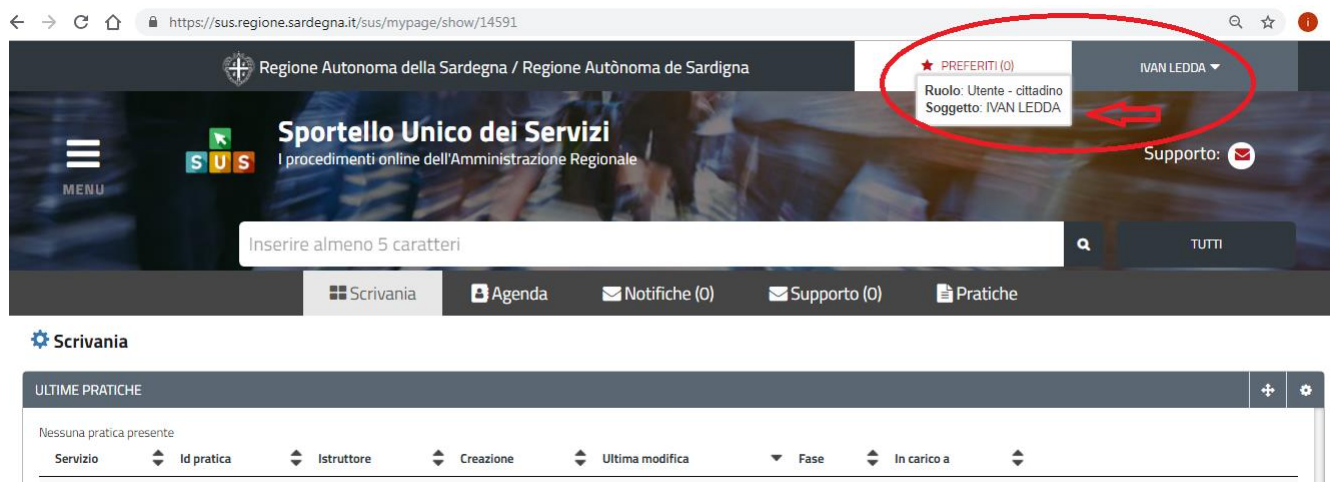 https://sus.regione.sardegna.it/sus/mypage/show/14591
i
Regione Autonoma della Sardegna / Regione Autònoma de Sardigna
PREFERITI (0)
IVAN LEDDA
Ruolo: Utente - cittadino
Soggetto: IVAN LEDDA
MENU
SUS
Sportello Unico dei Servizi
I procedimenti online dell'Amministrazione Regionale
Supporto:
Inserire almeno 5 caratteri
TUTTI
Scrivania Agenda Notifiche (0) Supporto (0) Pratiche
Scrivania
ULTIME PRATICHE
Nessuna pratica presente
Servizio Id pratica Istruttore Creazione Ultima modifica Fase In carico a